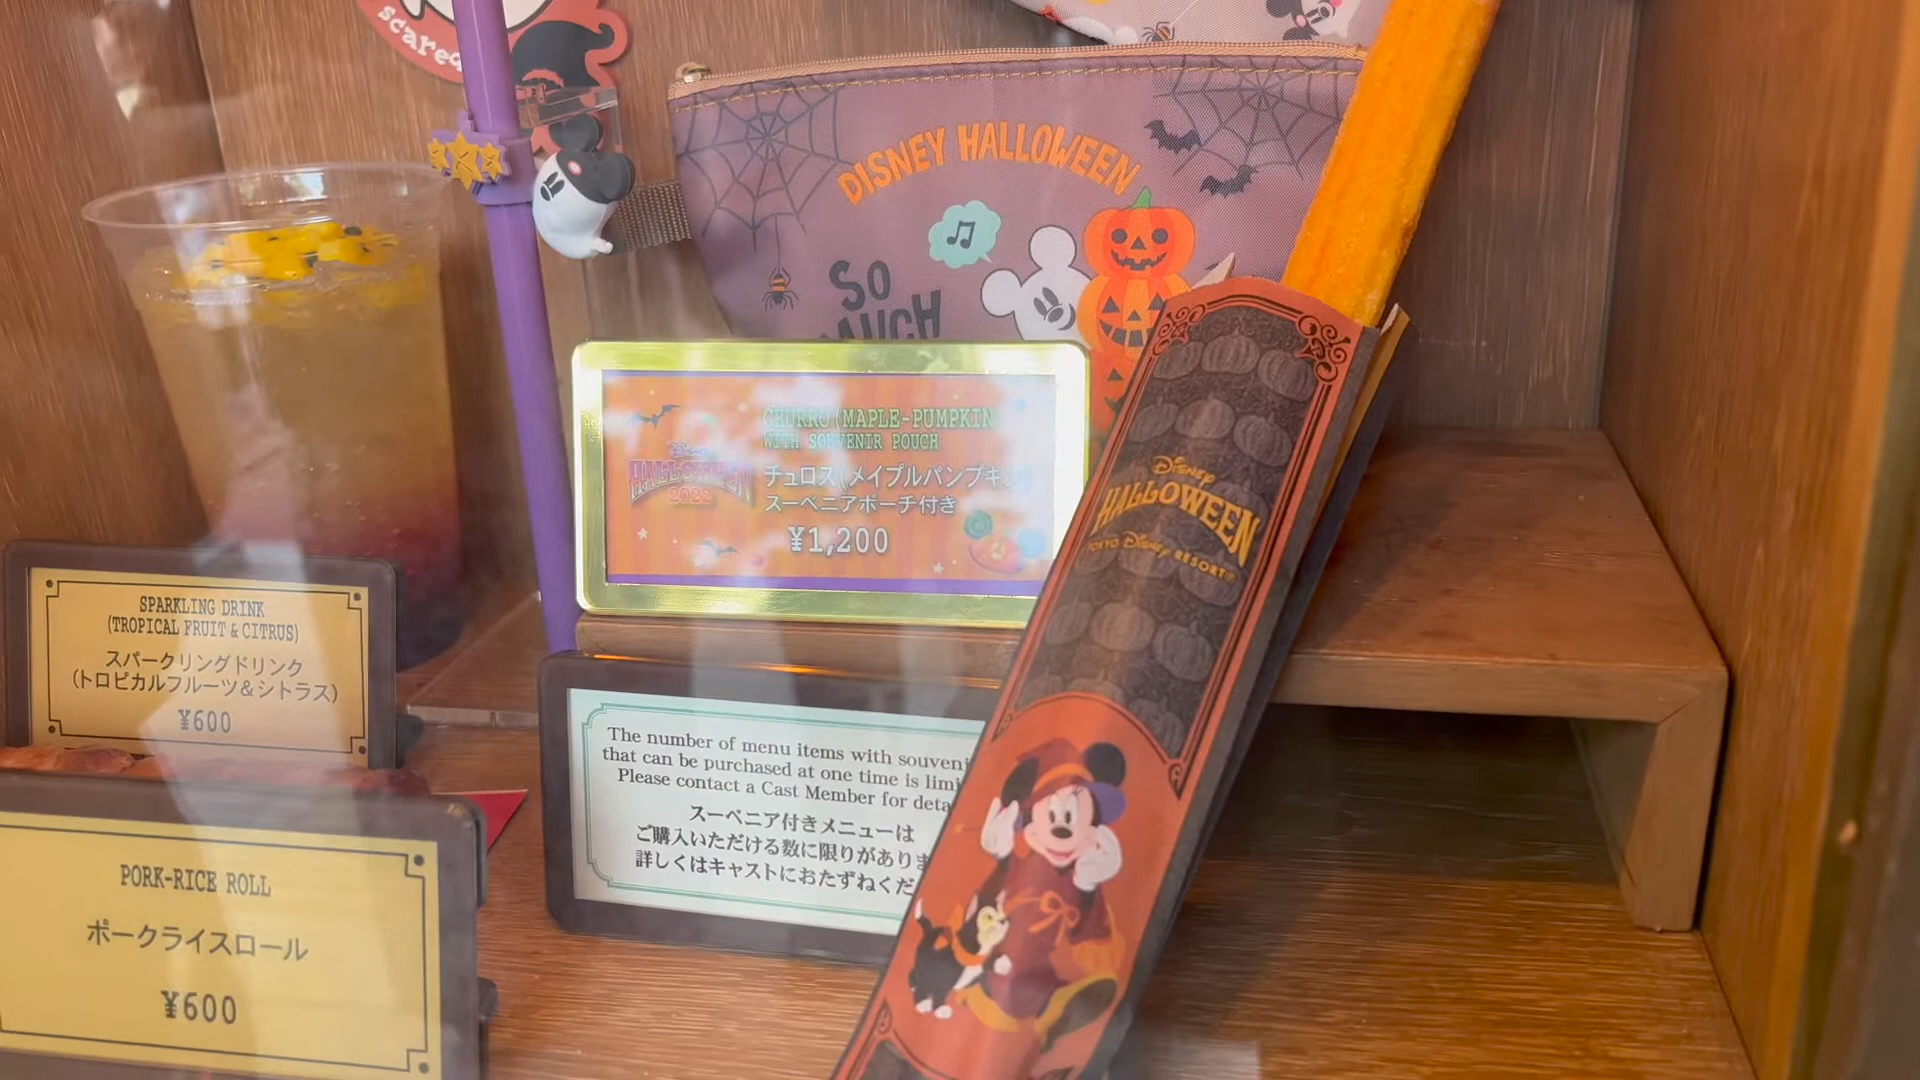 scare
DISNEY HALLOWEEN
SO
MUCH
CHURRO (MAPLE-PUMPKIN
WITH SOUVENIR POUCH
チュロス(メイプルパンプキン
スーベニアポーチ付き
¥1,200
Disney
HALLOWEEN
2022
Disney
HALLOWEEN
TOKYO DISNEY RESORT®
SPARKLING DRINK
(TROPICAL FRUIT & CITRUS)
スパークリングドリンク
(トロピカルフルーツ&シトラス)
¥600
The number of menu items with souveni
that can be purchased at one time is limi
Please contact a Cast Member for deta
スーベニア付きメニューは
ご購入いただける数に限りがありま
詳しくはキャストにおたずねくだ
PORK-RICE ROLL
ポークライスロール
¥600